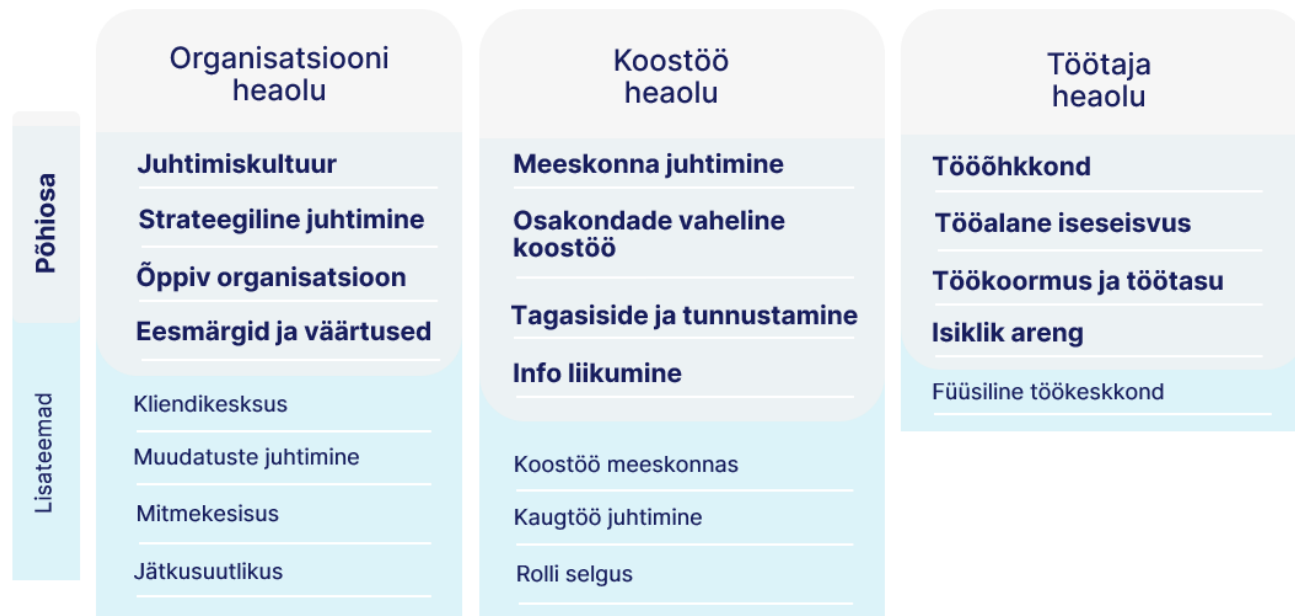 Organisatsiooni
heaolu
Koostöö
heaolu
Töötaja
heaolu
Põhiosa
Juhtimiskultuur
Strateegiline juhtimine
Õppiv organisatsioon
Eesmärgid ja väärtused
Meeskonna juhtimine
Osakondade vaheline
koostöö
Tagasiside ja tunnustamine
Info liikumine
Tööõhkkond
Tööalane iseseisvus
Töökoormus ja töötasu
Isiklik areng
Lisateemad
Kliendikesksus
Muudatuste juhtimine
Mitmekesisus
Jätkusuutlikus
Koostöö meeskonnas
Kaugtöö juhtimine
Rolli selgus
Füüsiline töökeskkond